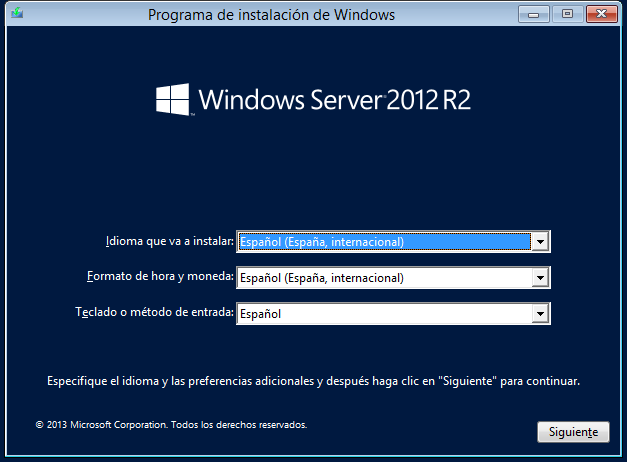 Programa de instalación de Windows
Windows Server 2012 R2
Idioma que va a instalar: Español (España, internacional)
Formato de hora y moneda: Español (España, internacional)
Teclado o método de entrada: Español
Especifique el idioma y las preferencias adicionales y después haga clic en "Siguiente" para continuar.
© 2013 Microsoft Corporation. Todos los derechos reservados.
Siguiente